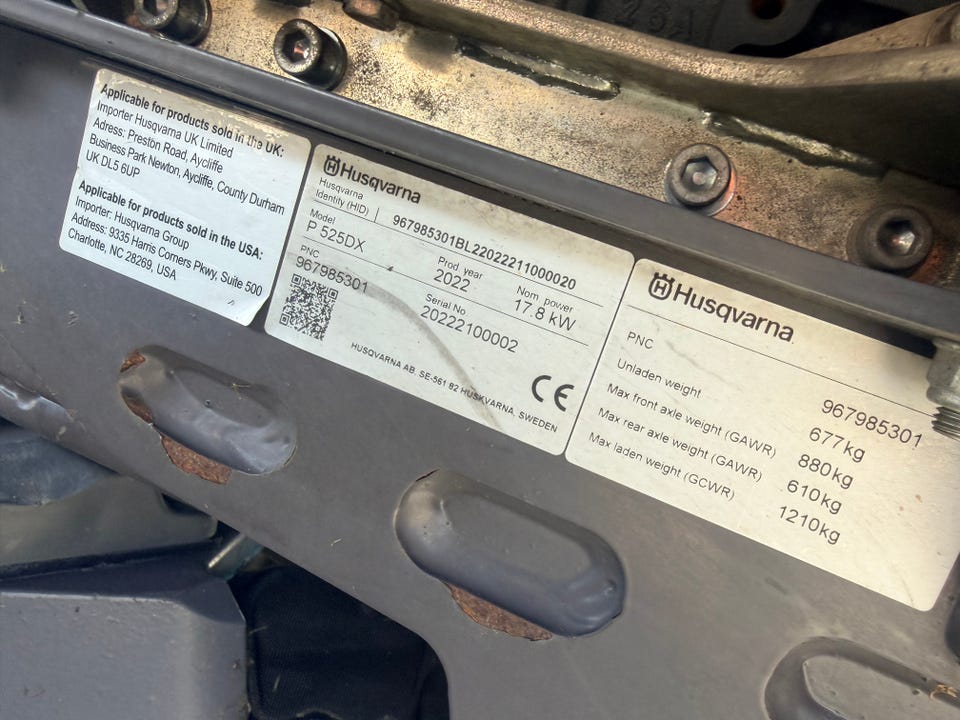 Applicable for products sold in the UK:
Importer Husqvarna UK Limited
Adress: Preston Road, Aycliffe
Business Park Newton, Aycliffe, County Durham
UK DL5 6UP
Applicable for products sold in the USA:
Importer: Husqvarna Group
Address: 9335 Harris Corners Pkwy, Suite 500
Charlotte, NC 28269, USA
Husqvarna
Husqvarna
Identity (HID)
967985301BL22022211000020
Model
P 525DX
Prod. year
2022
Nom. power
17.8 kW
PNC
967985301
Serial No
20222100002
HUSQVARNA AB, SE-561 82 HUSKVARNA, SWEDEN
CE
Husqvarna
PNC 967985301
Unladen weight 677kg
Max front axle weight (GAWR) 880kg
Max rear axle weight (GAWR) 610kg
Max laden weight (GCWR) 1210kg